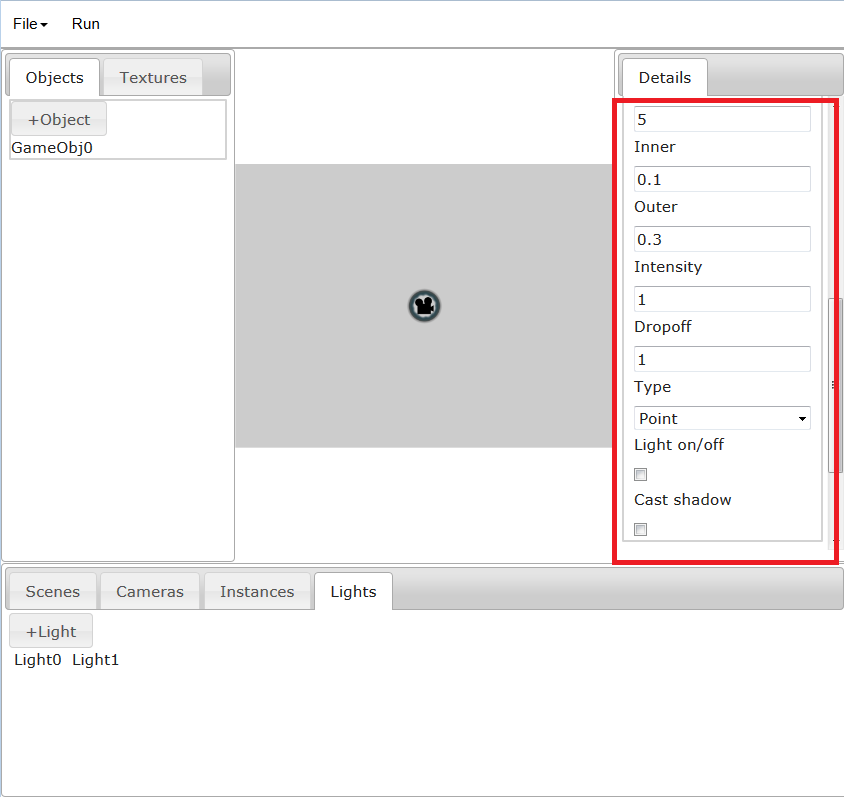 File Run
Objects Textures
+Object
GameObj0
Details
5
Inner
0.1
Outer
0.3
Intensity
1
Dropoff
1
Type
Point
Light on/off
Cast shadow
Scenes Cameras Instances Lights
+Light
Light0 Light1